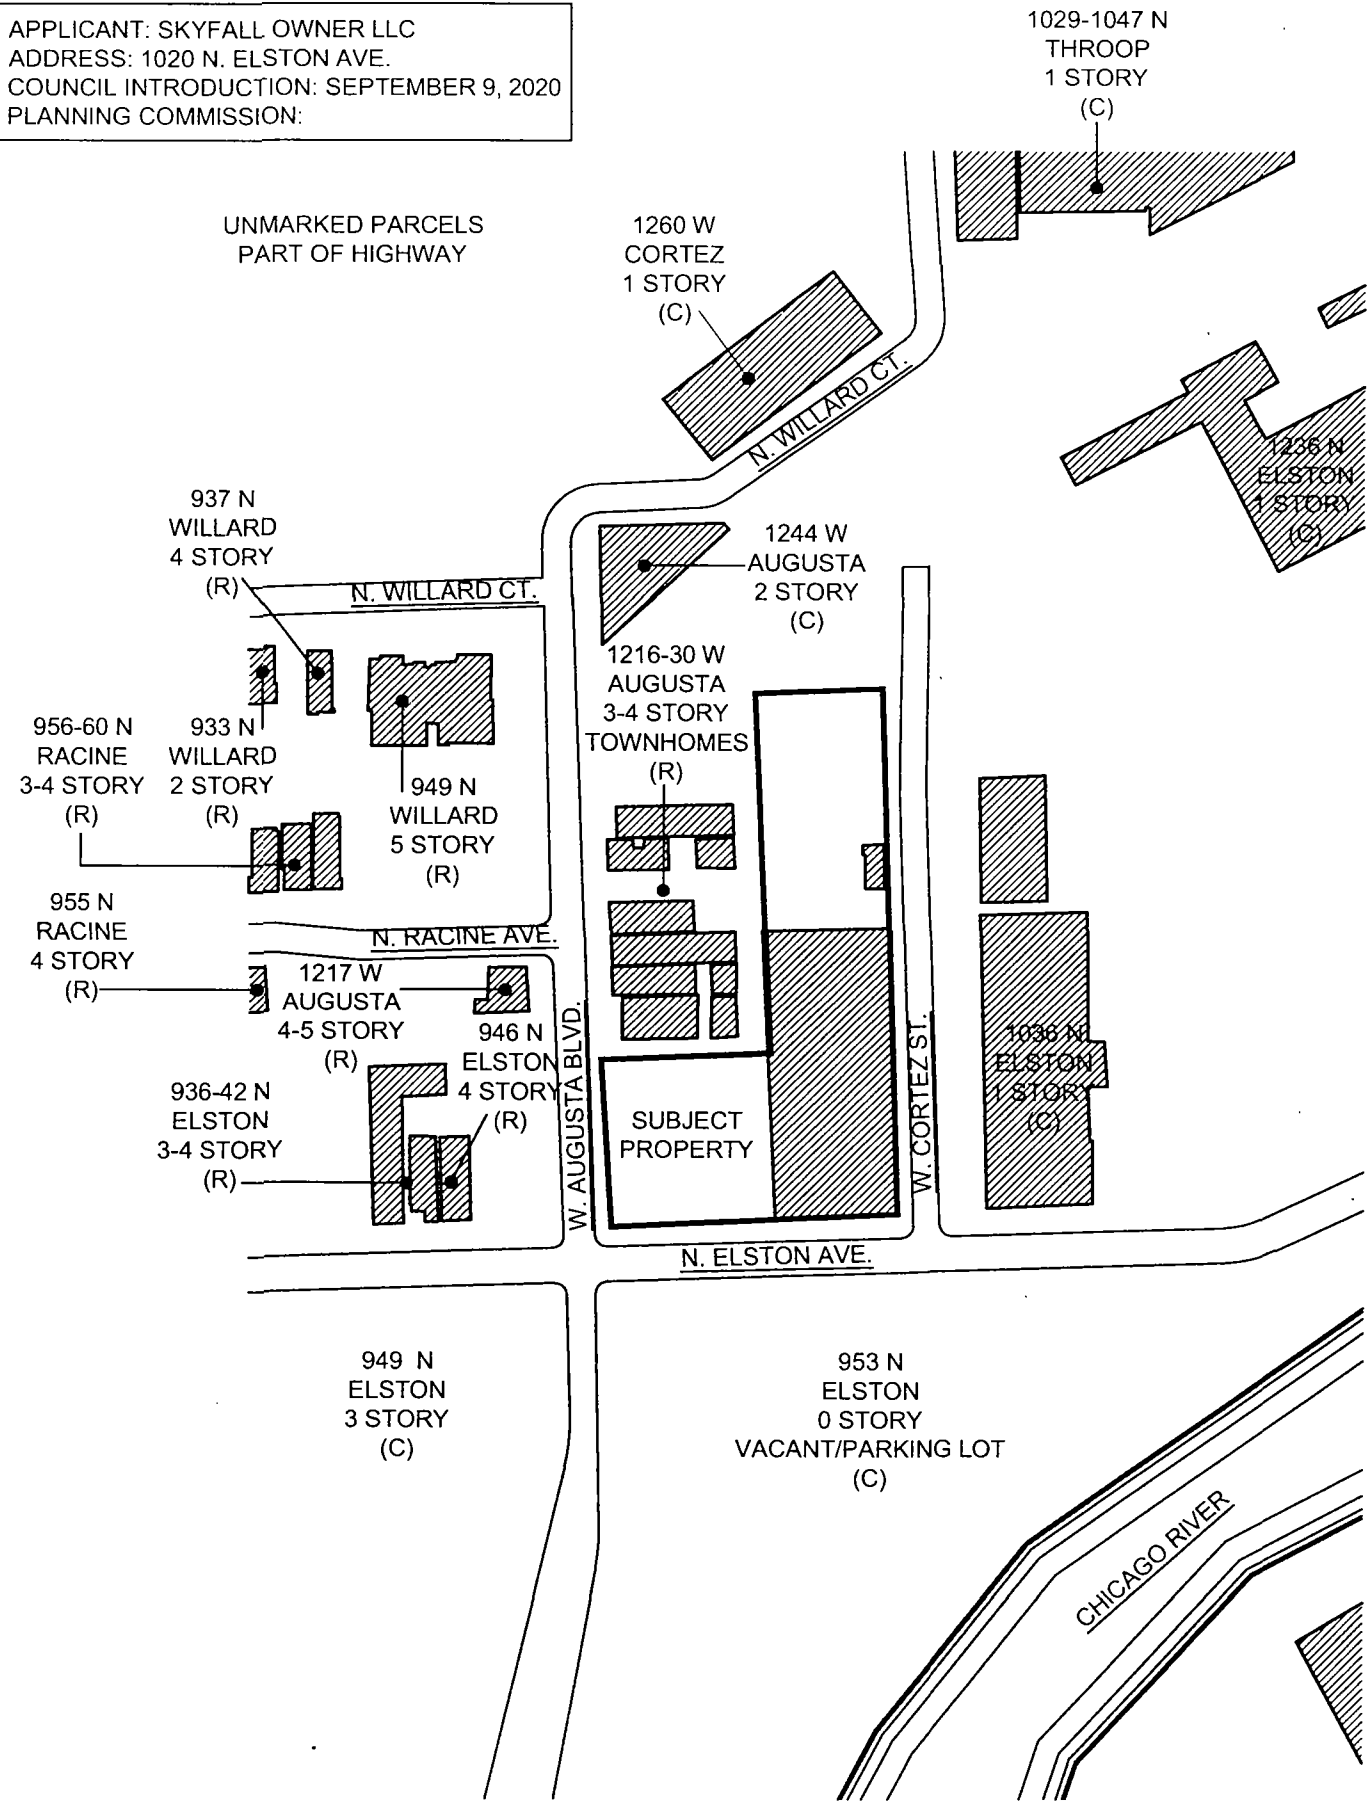 APPLICANT: SKYFALL OWNER LLC
ADDRESS: 1020 N. ELSTON AVE.
COUNCIL INTRODUCTION: SEPTEMBER 9, 2020
PLANNING COMMISSION:
1029-1047 N
THROOP
1 STORY
(C)
UNMARKED PARCELS
PART OF HIGHWAY
1260 W
CORTEZ
1 STORY
(C)
N. WILLARD CT.
1236 N
ELSTON
1 STORY
(C)
937 N
WILLARD
4 STORY
(R)
1244 W
AUGUSTA
2 STORY
(C)
N. WILLARD CT.
1216-30 W
AUGUSTA
3-4 STORY
TOWNHOMES
(R)
956-60 N
RACINE
3-4 STORY
(R)
933 N
WILLARD
2 STORY
(R)
949 N
WILLARD
5 STORY
(R)
955 N
RACINE
4 STORY
(R)
N. RACINE AVE.
1217 W
AUGUSTA
4-5 STORY
(R)
946 N
ELSTON
4 STORY
(R)
936-42 N
ELSTON
3-4 STORY
(R)
W. AUGUSTA BLVD.
SUBJECT
PROPERTY
W. CORTEZ ST.
1036 N
ELSTON
1 STORY
(C)
N. ELSTON AVE.
949 N
ELSTON
3 STORY
(C)
953 N
ELSTON
0 STORY
VACANT/PARKING LOT
(C)
CHICAGO RIVER